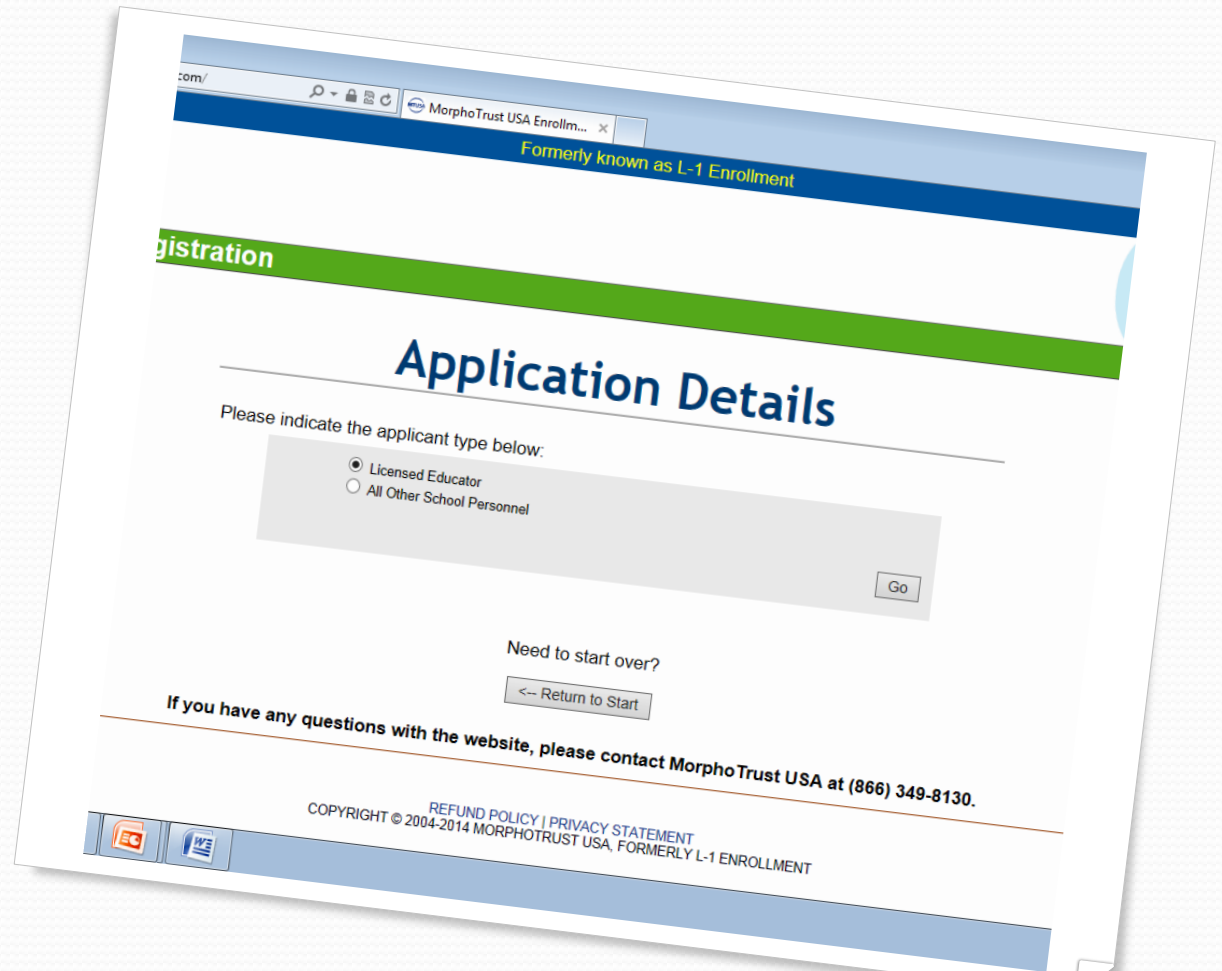 com/
MorphoTrust USA Enrollm...
Formerly known as L-1 Enrollment
gistration
Application Details
Please indicate the applicant type below:
Licensed Educator
All Other School Personnel
Go
Need to start over?
<-- Return to Start
If you have any questions with the website, please contact MorphoTrust USA at (866) 349-8130.
REFUND POLICY | PRIVACY STATEMENT
COPYRIGHT © 2004-2014 MORPHOTRUST USA, FORMERLY L-1 ENROLLMENT